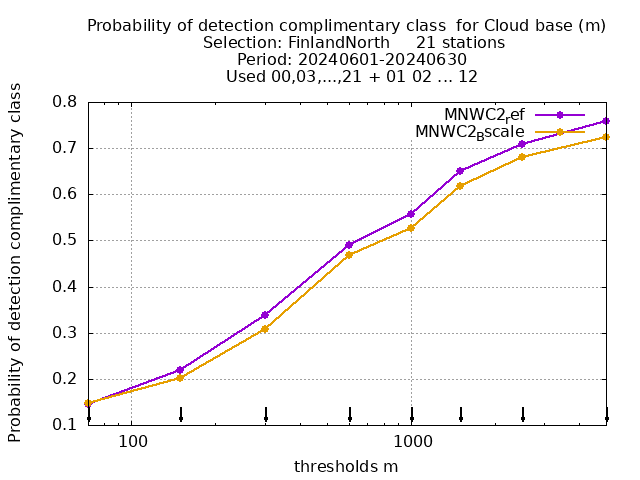 Probability of detection complimentary class  for Cloud base (m)
Selection: FinlandNorth     21 stations
Period: 20240601-20240630
Used 00,03,...,21 + 01 02 ... 12
MNWC2ref
MNWC2Bscale
Probability of detection complimentary class
0.8
0.7
0.6
0.5
0.4
0.3
0.2
0.1
100 1000
thresholds m